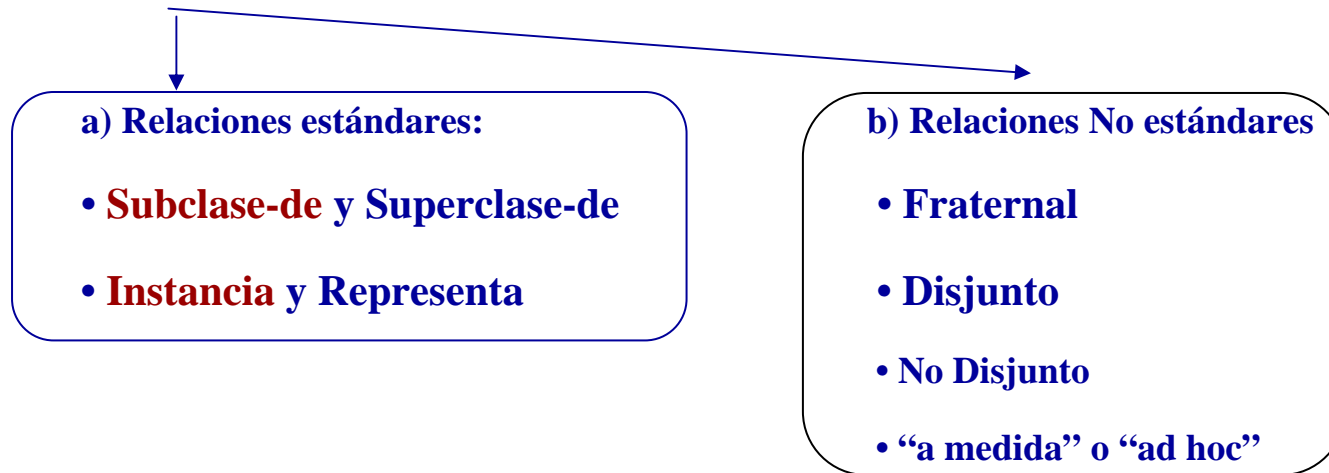 a) Relaciones estándares:
• Subclase-de y Superclase-de
• Instancia y Representa
b) Relaciones No estándares
• Fraternal
• Disjunto
• No Disjunto
• “a medida” o “ad hoc”